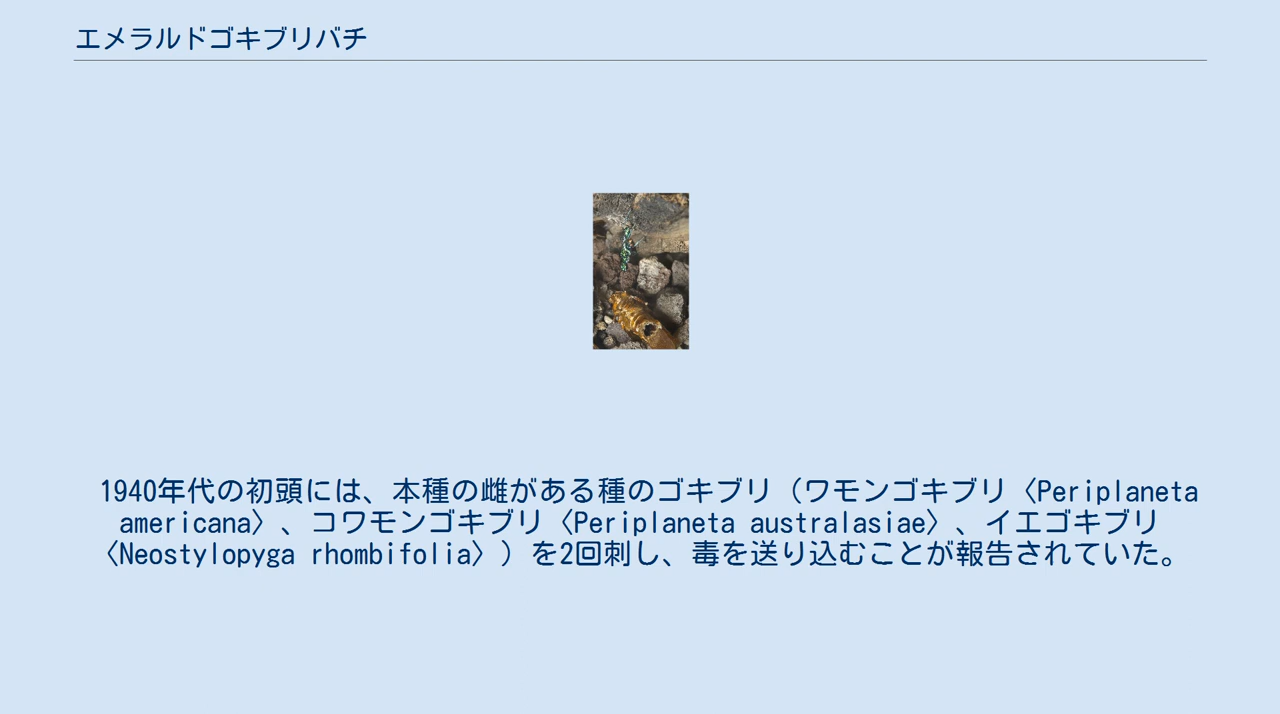 エメラルドゴキブリバチ
1940年代の初頭には、本種の雌がある種のゴキブリ（ワモンゴキブリ〈Periplaneta
americana〉、コワモンゴキブリ〈Periplaneta australasiae〉、イエゴキブリ
〈Neostylopyga rhombifolia〉）を2回刺し、毒を送り込むことが報告されていた。